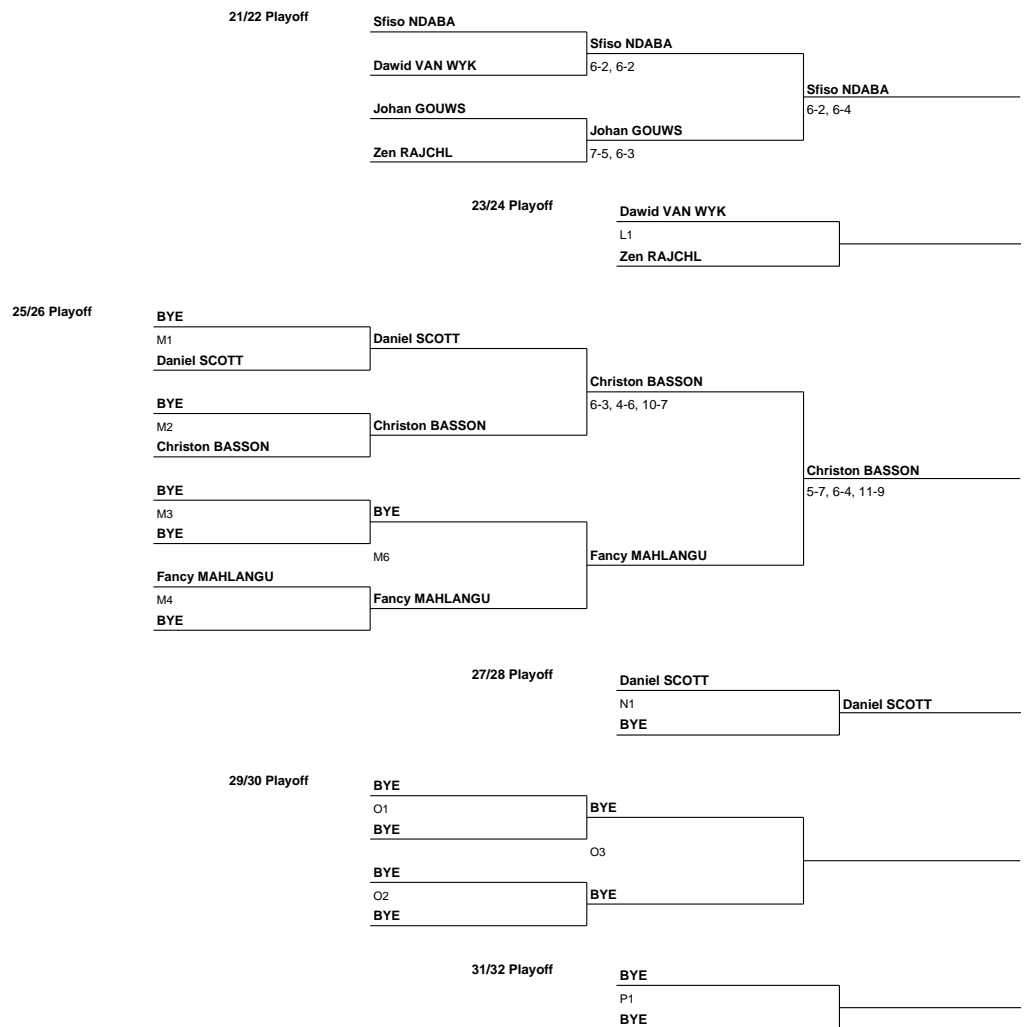 21/22 Playoff
Sfiso NDABA
Sfiso NDABA
Dawid VAN WYK
6-2, 6-2
Sfiso NDABA
Johan GOUWS
6-2, 6-4
Johan GOUWS
Zen RAJCHL
7-5, 6-3
23/24 Playoff
Dawid VAN WYK
L1
Zen RAJCHL
25/26 Playoff
BYE
M1
Daniel SCOTT
Daniel SCOTT
Christon BASSON
BYE
6-3, 4-6, 10-7
M2
Christon BASSON
Christon BASSON
Christon BASSON
BYE
5-7, 6-4, 11-9
M3
BYE
BYE
M6
Fancy MAHLANGU
Fancy MAHLANGU
M4
Fancy MAHLANGU
BYE
27/28 Playoff
Daniel SCOTT
N1
Daniel SCOTT
BYE
29/30 Playoff
BYE
O1
BYE
BYE
O3
BYE
O2
BYE
BYE
31/32 Playoff
BYE
P1
BYE